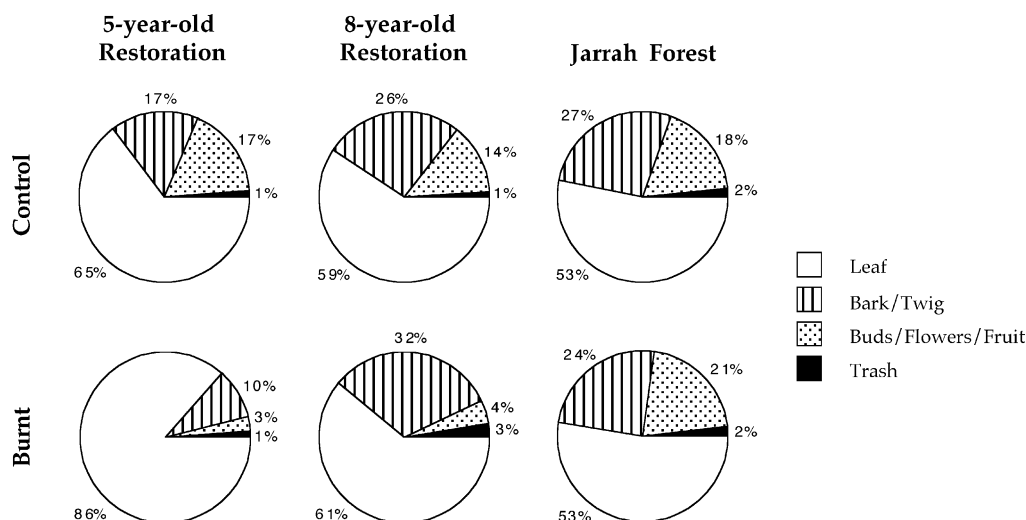 5-year-old
Restoration
8-year-old
Restoration
Jarrah Forest
Control
17%
17%
1%
65%
26%
14%
1%
59%
27%
18%
2%
53%
Leaf
Bark/Twig
Buds/Flowers/Fruit
Trash
Burnt
10%
3%
1%
86%
32%
4%
3%
61%
24%
21%
2%
53%